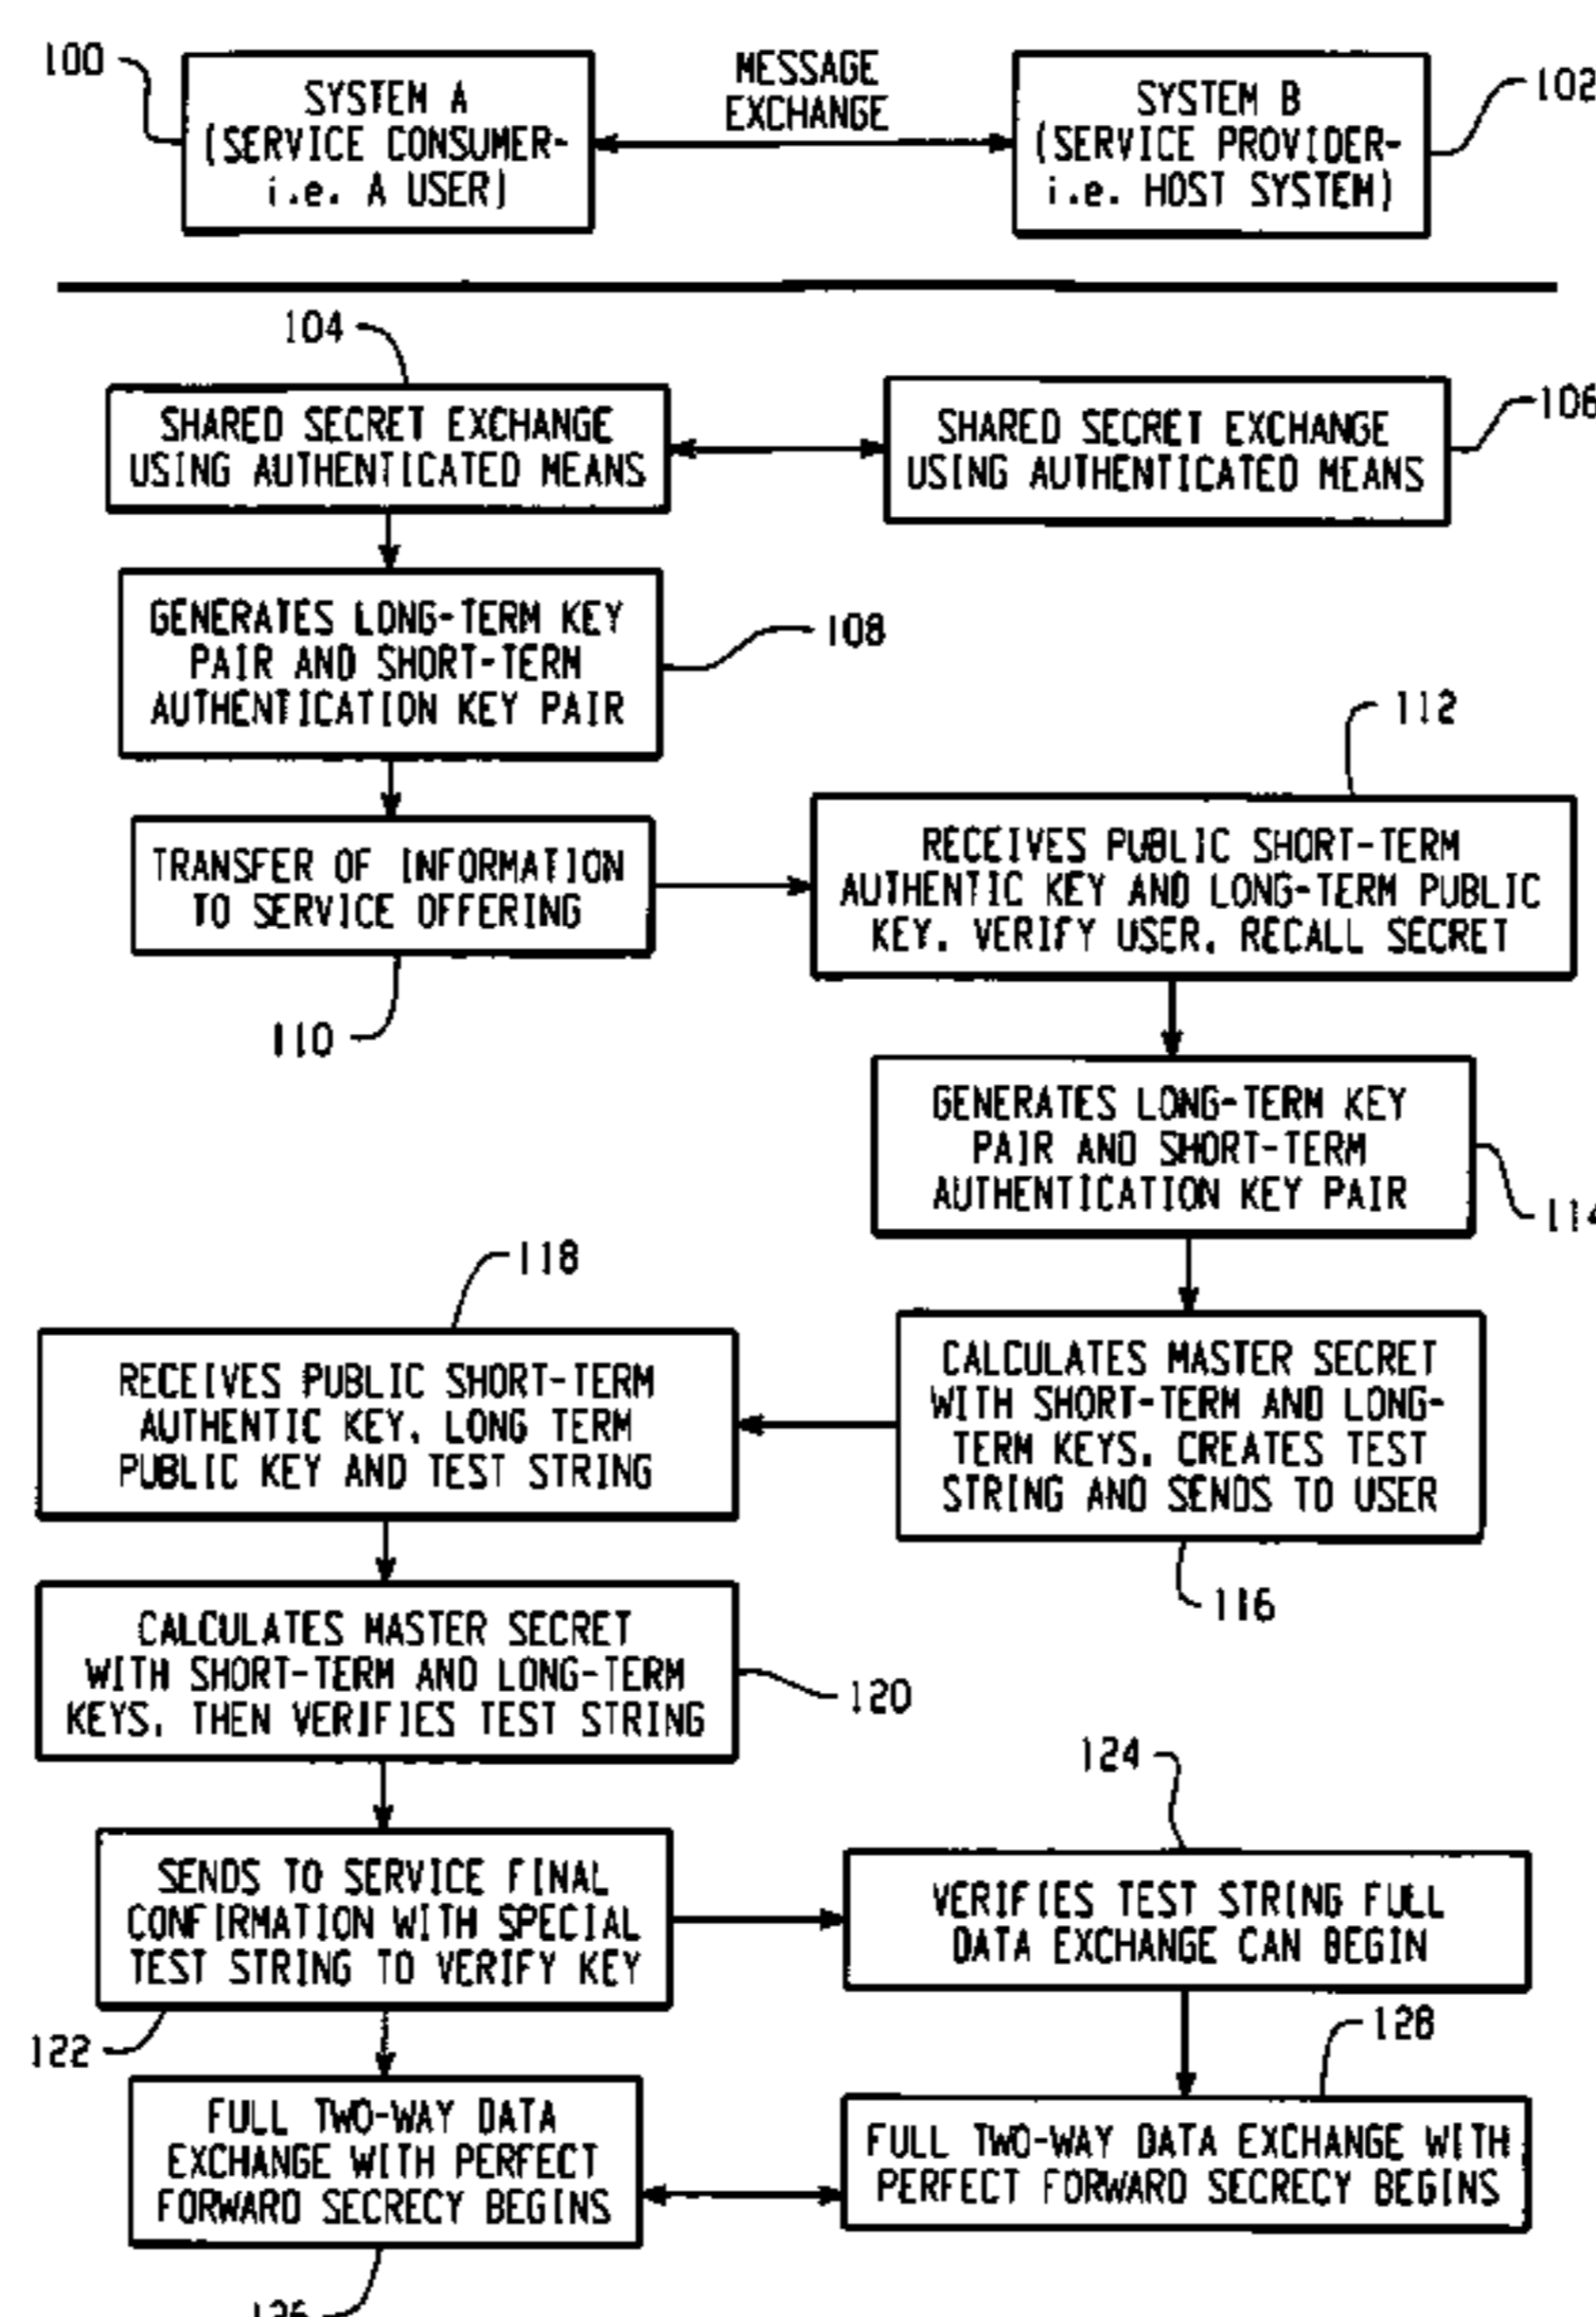 100
SYSTEM A
(SERVICE CONSUMER-
i.e. A USER)
MESSAGE
EXCHANGE
SYSTEM B
(SERVICE PROVIDER-
i.e. HOST SYSTEM)
102
104
SHARED SECRET EXCHANGE
USING AUTHENTICATED MEANS
SHARED SECRET EXCHANGE
USING AUTHENTICATED MEANS
106
GENERATES LONG-TERM KEY
PAIR AND SHORT-TERM
AUTHENTICATION KEY PAIR
108
112
TRANSFER OF INFORMATION
TO SERVICE OFFERING
110
RECEIVES PUBLIC SHORT-TERM
AUTHENTIC KEY AND LONG-TERM PUBLIC
KEY, VERIFY USER, RECALL SECRET
GENERATES LONG-TERM KEY
PAIR AND SHORT-TERM
AUTHENTICATION KEY PAIR
114
118
RECEIVES PUBLIC SHORT-TERM
AUTHENTIC KEY, LONG TERM
PUBLIC KEY AND TEST STRING
CALCULATES MASTER SECRET
WITH SHORT-TERM AND LONG-
TERM KEYS, CREATES TEST
STRING AND SENDS TO USER
116
CALCULATES MASTER SECRET
WITH SHORT-TERM AND LONG-TERM
KEYS, THEN VERIFIES TEST STRING
120
124
SENDS TO SERVICE FINAL
CONFIRMATION WITH SPECIAL
TEST STRING TO VERIFY KEY
122
VERIFIES TEST STRING FULL
DATA EXCHANGE CAN BEGIN
128
FULL TWO-WAY DATA
EXCHANGE WITH PERFECT
FORWARD SECRECY BEGINS
FULL TWO-WAY DATA EXCHANGE WITH
PERFECT FORWARD SECRECY BEGINS
126